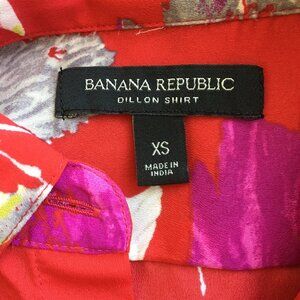 BANANA REPUBLIC
DILLON SHIRT
XS
MADE IN
INDIA